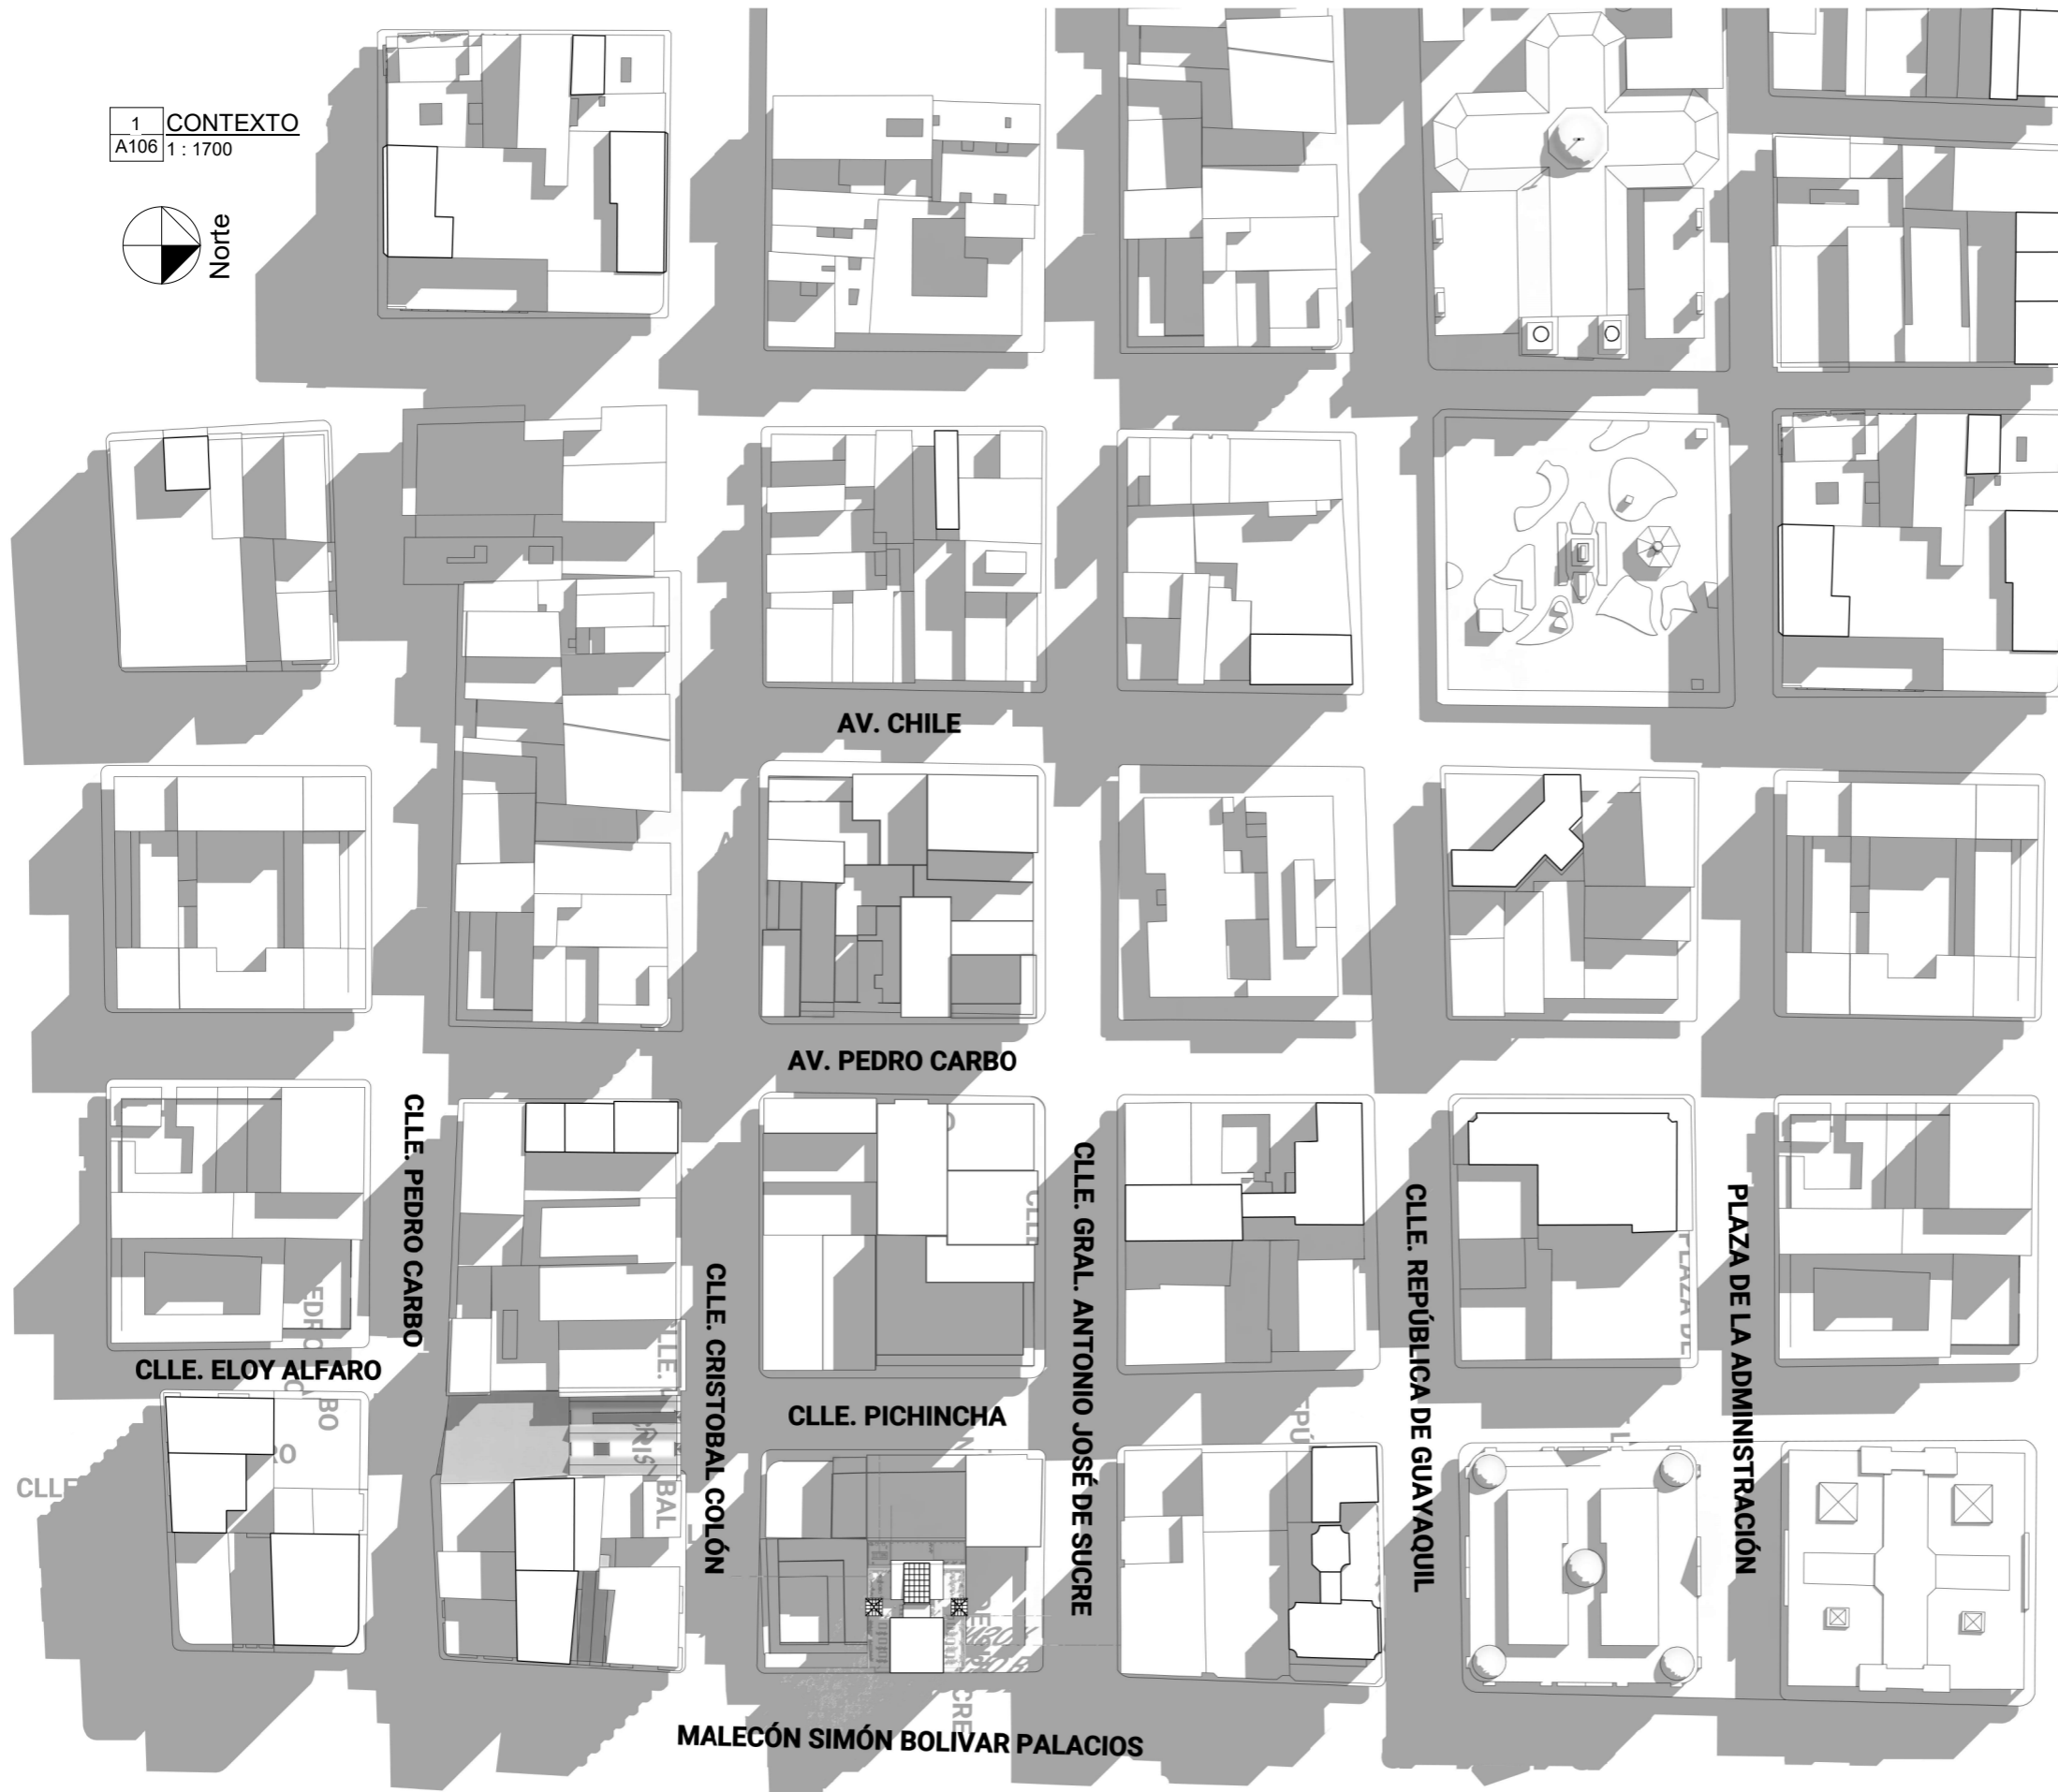 1 CONTEXTO
A106 1 : 1700
Norte
AV. CHILE
AV. PEDRO CARBO
CLLE. PEDRO CARBO
CLLE. GRAL. ANTONIO JOSÉ DE SUCRE
CLLE. REPÚBLICA DE GUAYAQUIL
PLAZA DE LA ADMINISTRACIÓN
CLLE. CRISTOBAL COLÓN
CLLE. ELOY ALFARO
CLLE. PICHINCHA
CLLE
MALECÓN SIMÓN BOLÍVAR PALACIOS